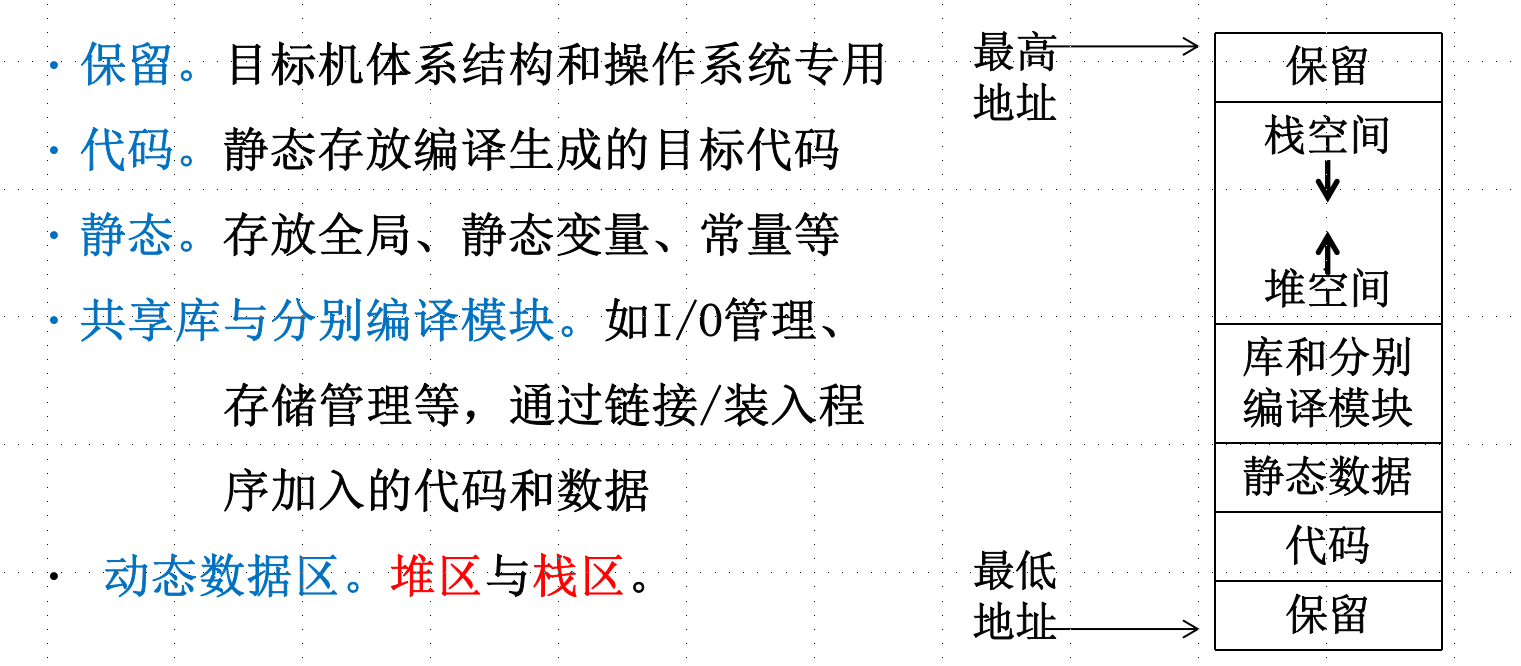 · 保留。目标机体系结构和操作系统专用
· 代码。静态存放编译生成的目标代码
· 静态。存放全局、静态变量、常量等
· 共享库与分别编译模块。如I/O管理、
存储管理等，通过链接/装入程
序加入的代码和数据
· 动态数据区。堆区与栈区。
最高
地址
保留
栈空间
堆空间
库和分别
编译模块
静态数据
代码
最低
地址
保留